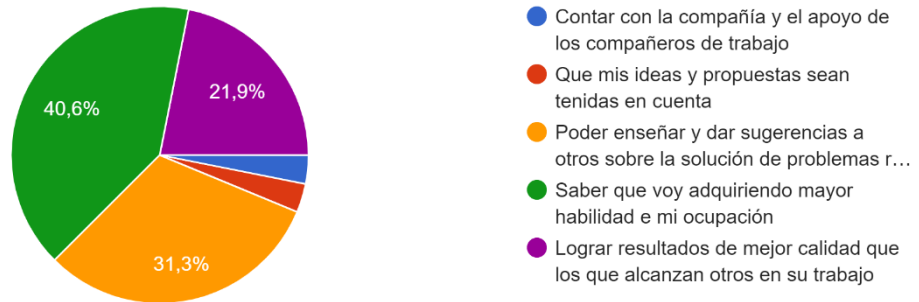 40,6%
21,9%
31,3%
Contar con la compañía y el apoyo de
los compañeros de trabajo
Que mis ideas y propuestas sean
tenidas en cuenta
Poder enseñar y dar sugerencias a
otros sobre la solución de problemas r…
Saber que voy adquiriendo mayor
habilidad e mi ocupación
Lograr resultados de mejor calidad que
los que alcanzan otros en su trabajo